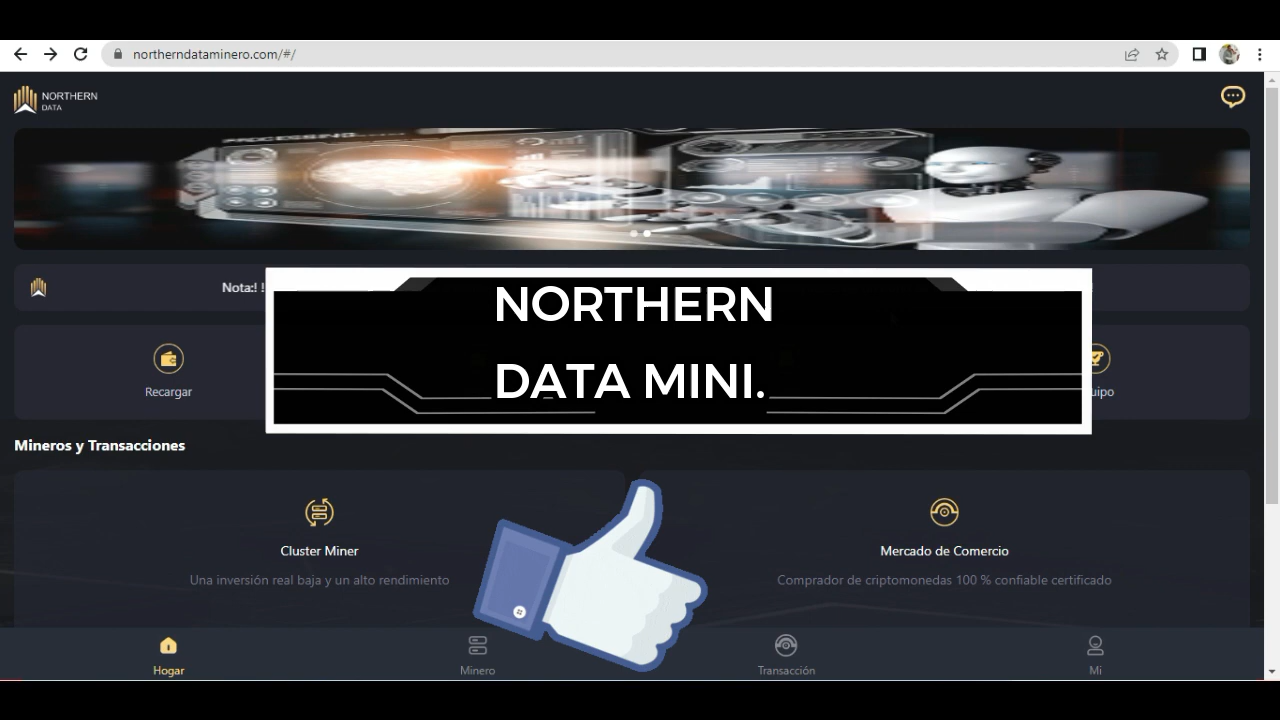 northerndataminero.com/#/
NORTHERN
DATA
PROCESSING
Nota:! !
NORTHERN
DATA MINI.
Recargar
uipo
Mineros y Transacciones
Cluster Miner
Mercado de Comercio
Una inversión real baja y un alto rendimiento
Comprador de criptomonedas 100 % confiable certificado
Hogar
Minero
Transacción
Mi